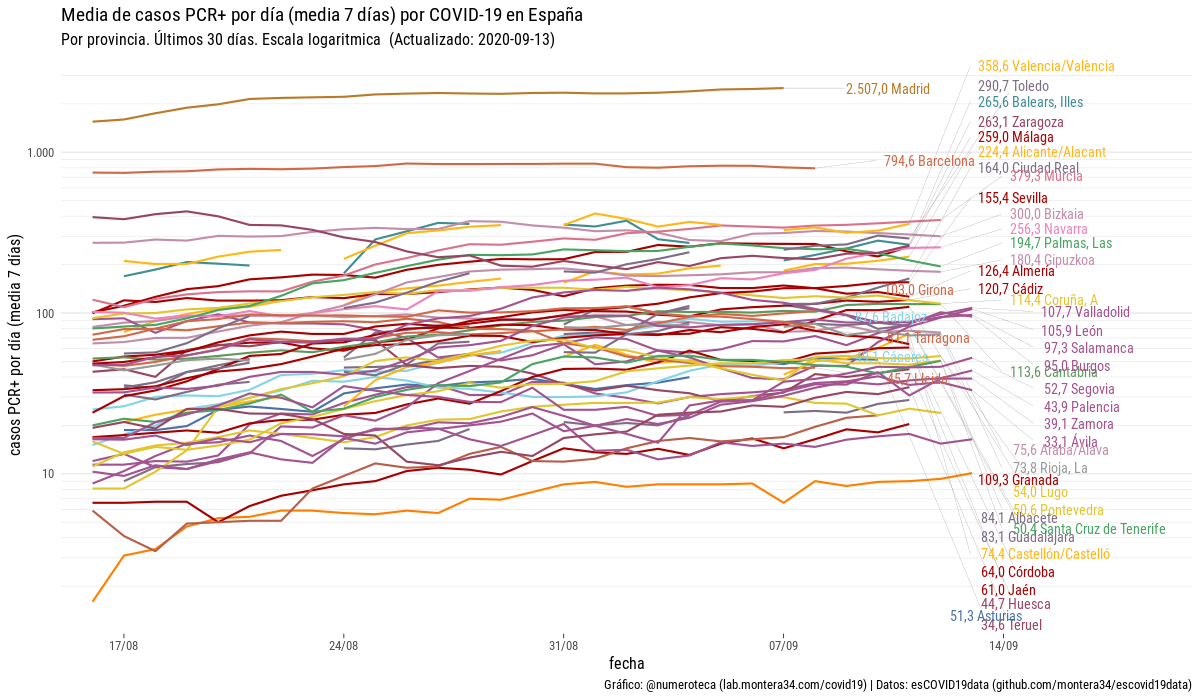 Media de casos PCR+ por día (media 7 días) por COVID-19 en España
Por provincia. Últimos 30 días. Escala logaritmica  (Actualizado: 2020-09-13)
358,6 Valencia/València
290,7 Toledo
2.507,0 Madrid
265,6 Balears, Illes
263,1 Zaragoza
259,0 Málaga
224,4 Alicante/Alacant
1.000
794,6 Barcelona
164,0 Ciudad Real
379,3 Murcia
155,4 Sevilla
300,0 Bizkaia
256,3 Navarra
194,7 Palmas, Las
180,4 Gipuzkoa
126,4 Almería
103,0 Girona
120,7 Cádiz
114,4 Coruña, A
100
107,7 Valladolid
Badajoz
105,9 León
Tarragona
97,3 Salamanca
Cáceres
95,0 Burgos
113,6 Cantabria
45,7 Lleida
52,7 Segovia
43,9 Palencia
39,1 Zamora
33,1 Ávila
75,6 Araba/Álava
73,8 Rioja, La
10
109,3 Granada
54,0 Lugo
50,6 Pontevedra
84,1 Albacete
50,4 Santa Cruz de Tenerife
83,1 Guadalajara
74,4 Castellón/Castelló
64,0 Córdoba
61,0 Jaén
44,7 Huesca
51,3 Asturias
34,6 Teruel
casos PCR+ por día (media 7 días)
17/08
24/08
31/08
07/09
14/09
fecha
Gráfico: @numeroteca (lab.montera34.com/covid19) | Datos: esCOVID19data (github.com/montera34/escovid19data)